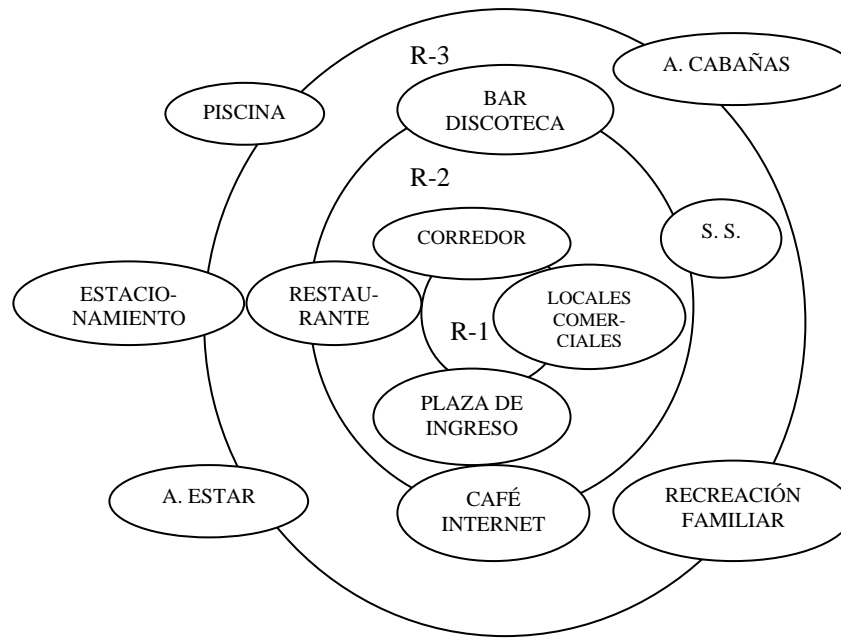 R-3
A. CABAÑAS
PISCINA
BAR
DISCOTECA
R-2
CORREDOR
S. S.
ESTACIO-
NAMIENTO
RESTAU-
RANTE
LOCALES
COMER-
CIALES
R-1
PLAZA DE
INGRESO
A. ESTAR
CAFÉ
INTERNET
RECREACIÓN
FAMILIAR